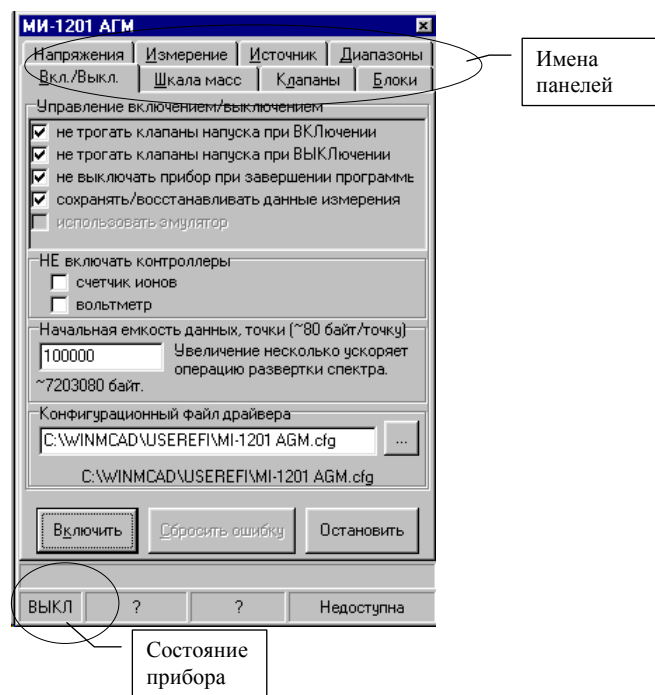 МИ-1201 АГМ
Напряжения Измерение Источник Диапазоны
Вкл./Выкл. Шкала масс Клапаны Блоки
Имена
панелей
Управление включением/выключением
не трогать клапаны напуска при ВКЛючении
не трогать клапаны напуска при ВЫКЛючении
не выключать прибор при завершении программь
сохранять/восстанавливать данные измерения
использовать эмулятор
НЕ включать контроллеры
счетчик ионов
вольтметр
Начальная емкость данных, точки (~80 байт/точку)
100000 Увеличение несколько ускоряет
операцию развертки спектра.
~7203080 байт.
Конфигурационный файл драйвера
C:\WINMCAD\USEREFI\MI-1201 AGM.cfg ...
C:\WINMCAD\USEREFI\MI-1201 AGM.cfg
Включить Сбросить ошибку Остановить
ВЫКЛ ? ? Недоступна
Состояние
прибора